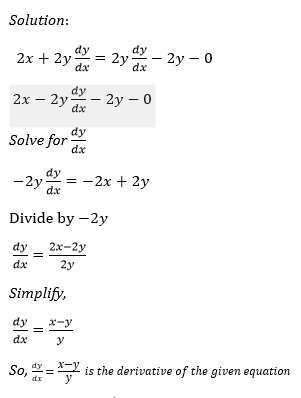 Solution:
2x + 2y dy/dx = 2y dy/dx − 2y − 0
2x − 2y dy/dx − 2y − 0
Solve for dy/dx
−2y dy/dx = −2x + 2y
Divide by −2y
dy/dx = 2x−2y/2y
Simplify,
dy/dx = x−y/y
So, dy/dx = x−y/y is the derivative of the given equation